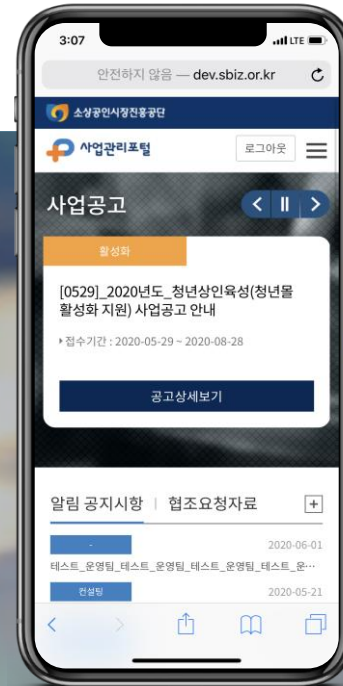 3:07 LTE
안전하지 않음 — dev.sbiz.or.kr
소상공인시장진흥공단
사업관리포털 로그아웃
사업공고
활성화
[0529]_2020년도_청년상인육성(청년몰
활성화 지원) 사업공고 안내
접수기간 : 2020-05-29 ~ 2020-08-28
공고상세보기
알림 공지사항 | 협조요청자료 +
- 2020-06-01
테스트_운영팀_테스트_운영팀_테스트_운영팀_테스트_운…
컨설팅 2020-05-21